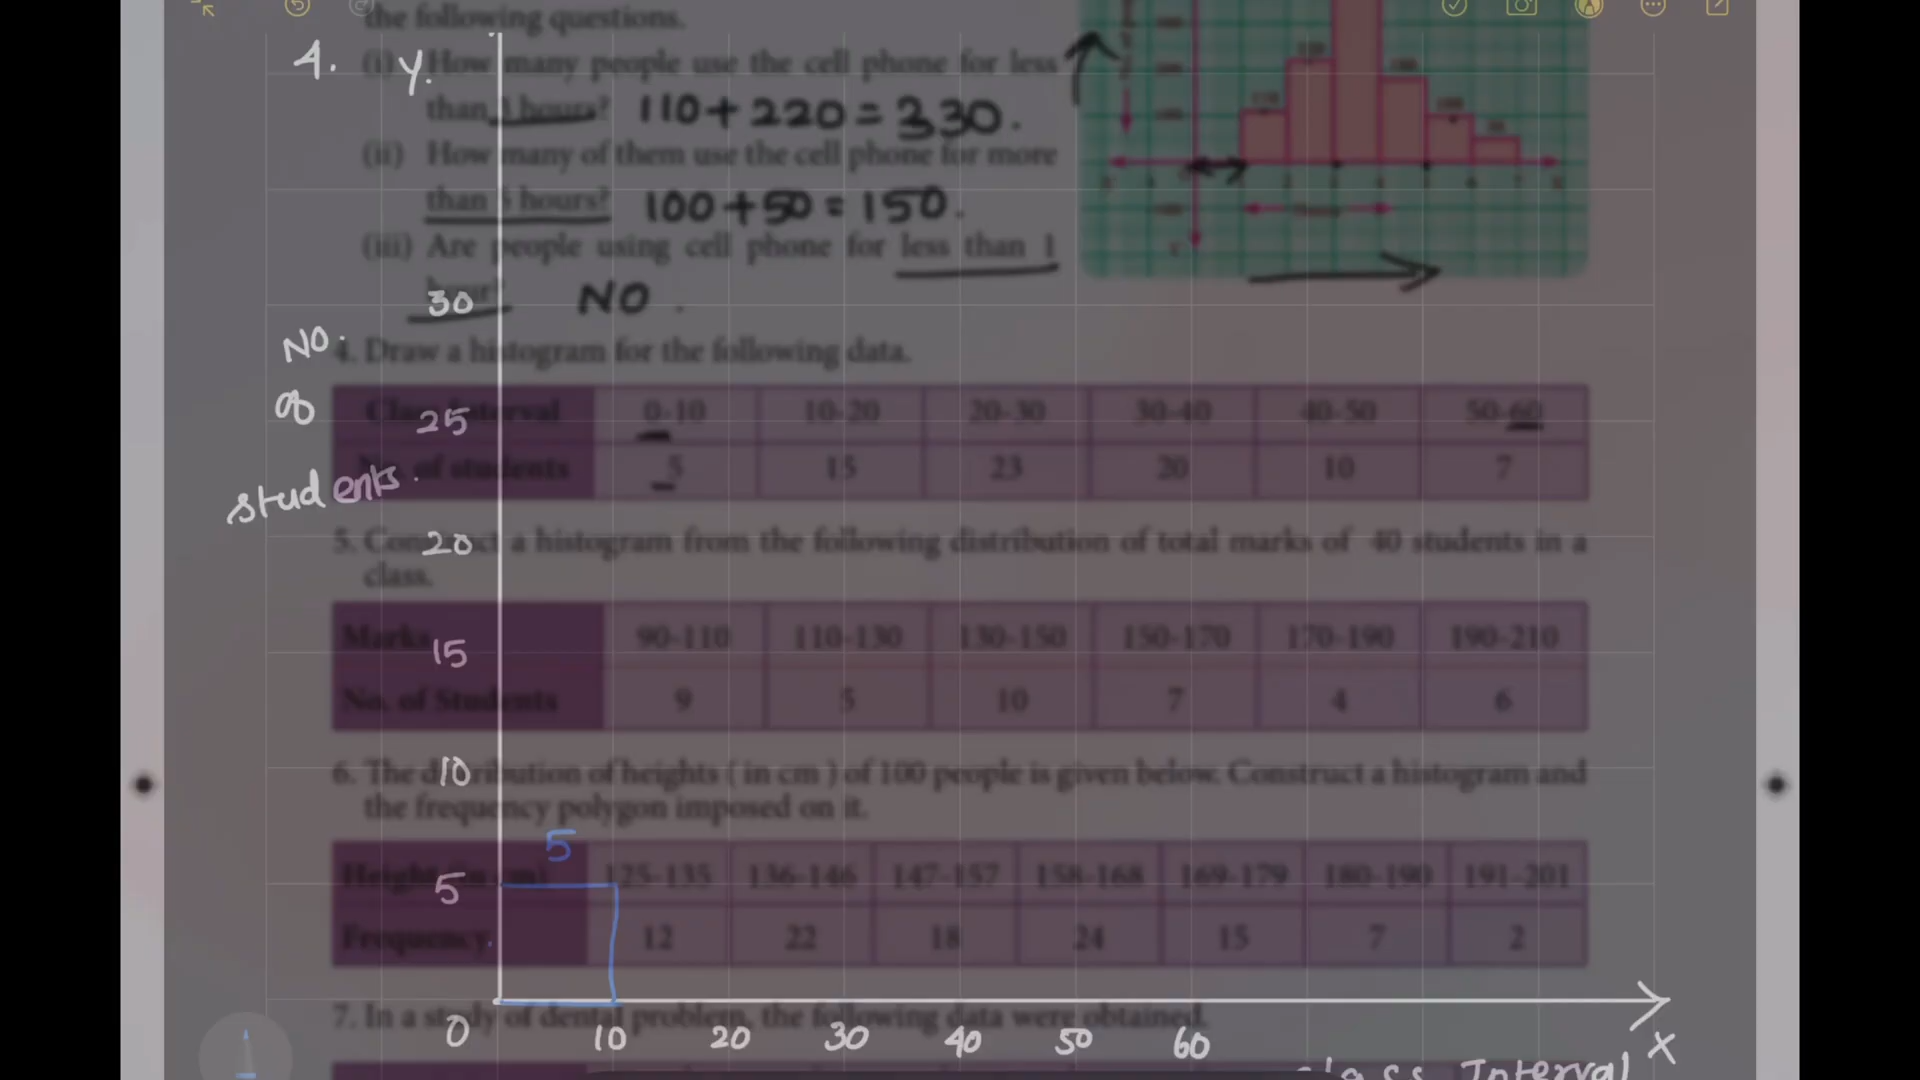 the following questions.
4. Y.
(i) How many people use the cell phone for less
than 3 hours? 110+220=330.
(ii) How many of them use the cell phone for more
than 5 hours? 100+50=150.
(iii) Are people using cell phone for less than 1
hour? NO.
30
NO.
4. Draw a histogram for the following data.
Class Interval 0-10 10-20 20-30 30-40 40-50 50-60
25
No. of students 5 15 23 20 10 7
students.
5. Construct a histogram from the following distribution of total marks of 40 students in a
20
class.
Marks 90-110 110-130 130-150 150-170 170-190 190-210
15
No. of Students 9 5 10 7 4 6
6. The distribution of heights (in cm) of 100 people is given below. Construct a histogram and
10
the frequency polygon imposed on it.
5
Height (in cm) 125-135 136-146 147-157 158-168 169-179 180-190 191-201
5
Frequency 12 22 18 24 15 7 2
7. In a study of dental problem, the following data were obtained.
0 10 20 30 40 50 60 X
Class Interval